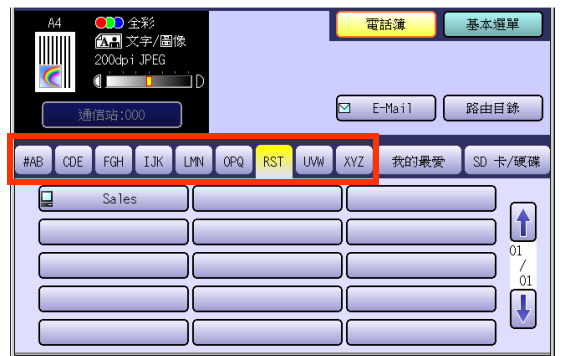 A4 全彩
文字/圖像
200dpi JPEG
D
通信站:000
電話簿 基本選單
E-Mail 路由目錄
#AB CDE FGH IJK LMN OPQ RST UVW XYZ 我的最愛 SD 卡/硬碟
Sales
01
/
01